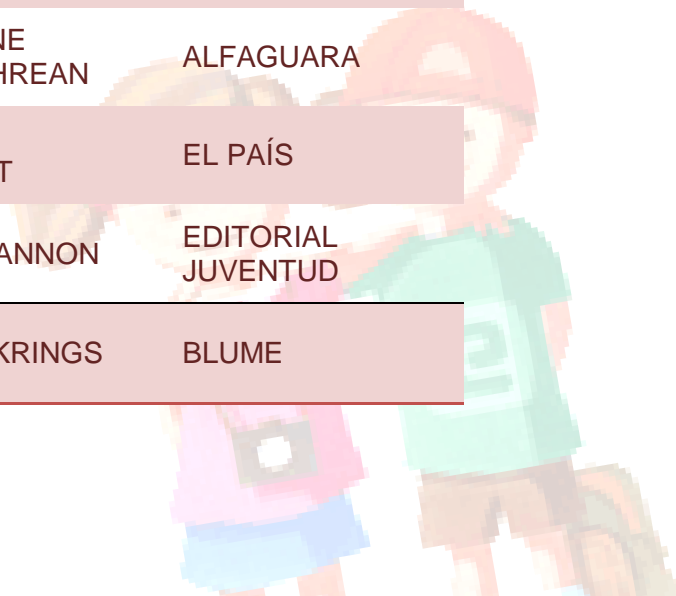 NE
HREAN
ALFAGUARA
T
EL PAÍS
ANNON
EDITORIAL
JUVENTUD
KRINGS
BLUME